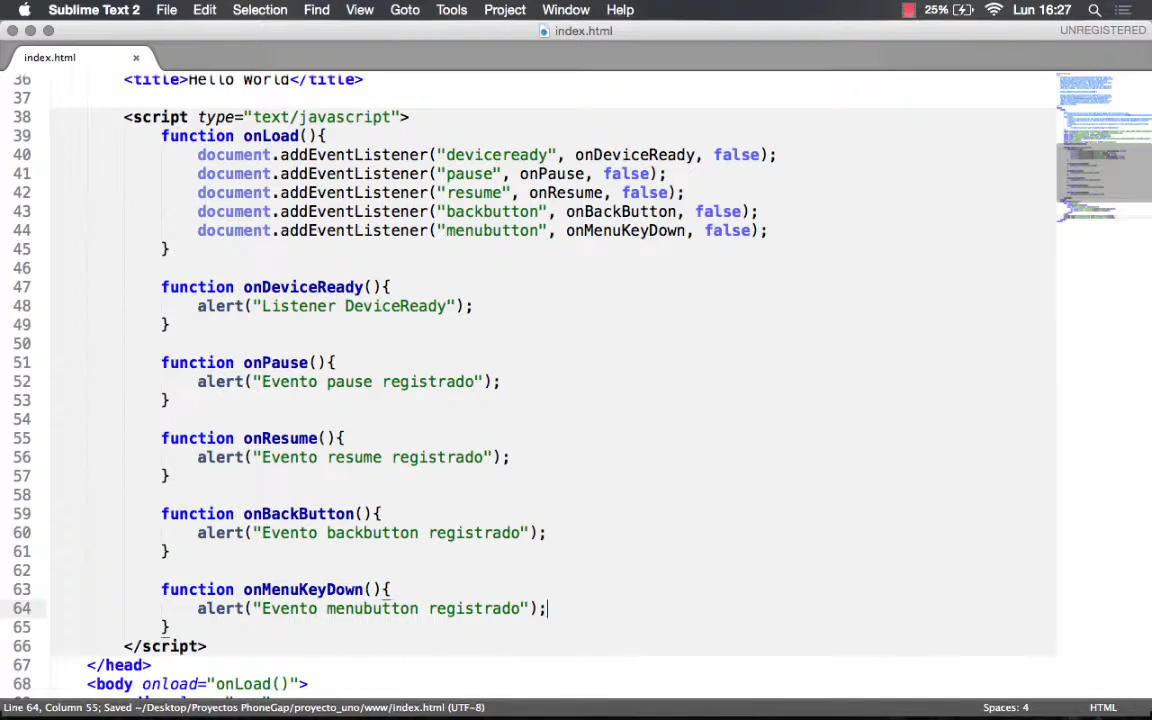 Sublime Text 2 File Edit Selection Find View Goto Tools Project Window Help 25% Lun 16:27
index.html UNREGISTERED
index.html ×
36 <title>Hello World</title>
37
38 <script type="text/javascript">
39 function onLoad(){
40 document.addEventListener("deviceready", onDeviceReady, false);
41 document.addEventListener("pause", onPause, false);
42 document.addEventListener("resume", onResume, false);
43 document.addEventListener("backbutton", onBackButton, false);
44 document.addEventListener("menubutton", onMenuKeyDown, false);
45 }
46
47 function onDeviceReady(){
48 alert("Listener DeviceReady");
49 }
50
51 function onPause(){
52 alert("Evento pause registrado");
53 }
54
55 function onResume(){
56 alert("Evento resume registrado");
57 }
58
59 function onBackButton(){
60 alert("Evento backbutton registrado");
61 }
62
63 function onMenuKeyDown(){
64 alert("Evento menubutton registrado");
65 }
66 </script>
67 </head>
68 <body onload="onLoad()">
Line 64, Column 55; Saved ~/Desktop/Proyectos PhoneGap/proyecto_uno/www/index.html (UTF-8) Spaces: 4 HTML